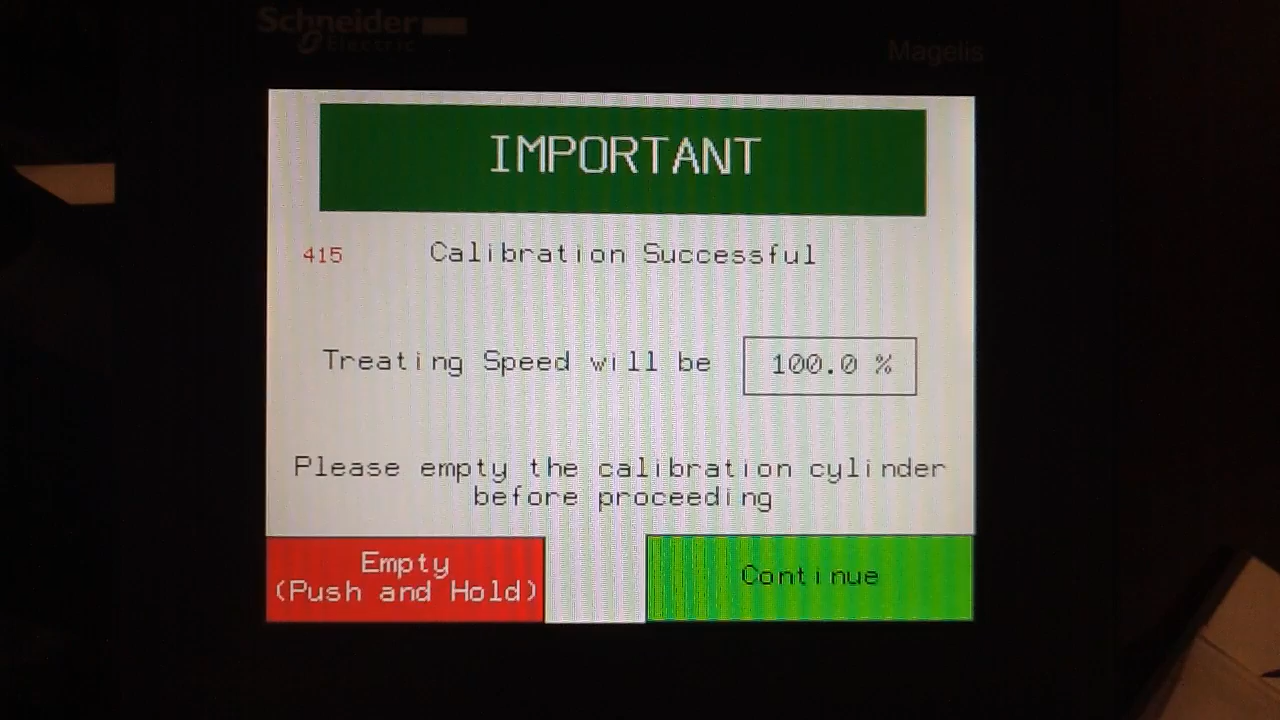 Schneider
Electric
Magelis
IMPORTANT
415 Calibration Successful
Treating Speed will be 100.0 %
Please empty the calibration cylinder
before proceeding
Empty
(Push and Hold)
Continue